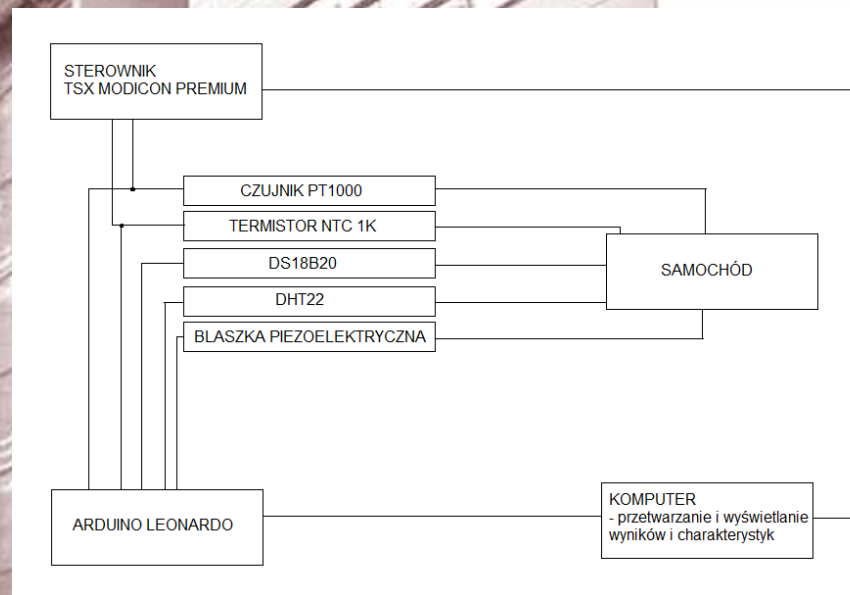 STEROWNIK
TSX MODICON PREMIUM
CZUJNIK PT1000
TERMISTOR NTC 1K
DS18B20
SAMOCHÓD
DHT22
BLASZKA PIEZOELEKTRYCZNA
ARDUINO LEONARDO
KOMPUTER
- przetwarzanie i wyświetlanie
wyników i charakterystyk